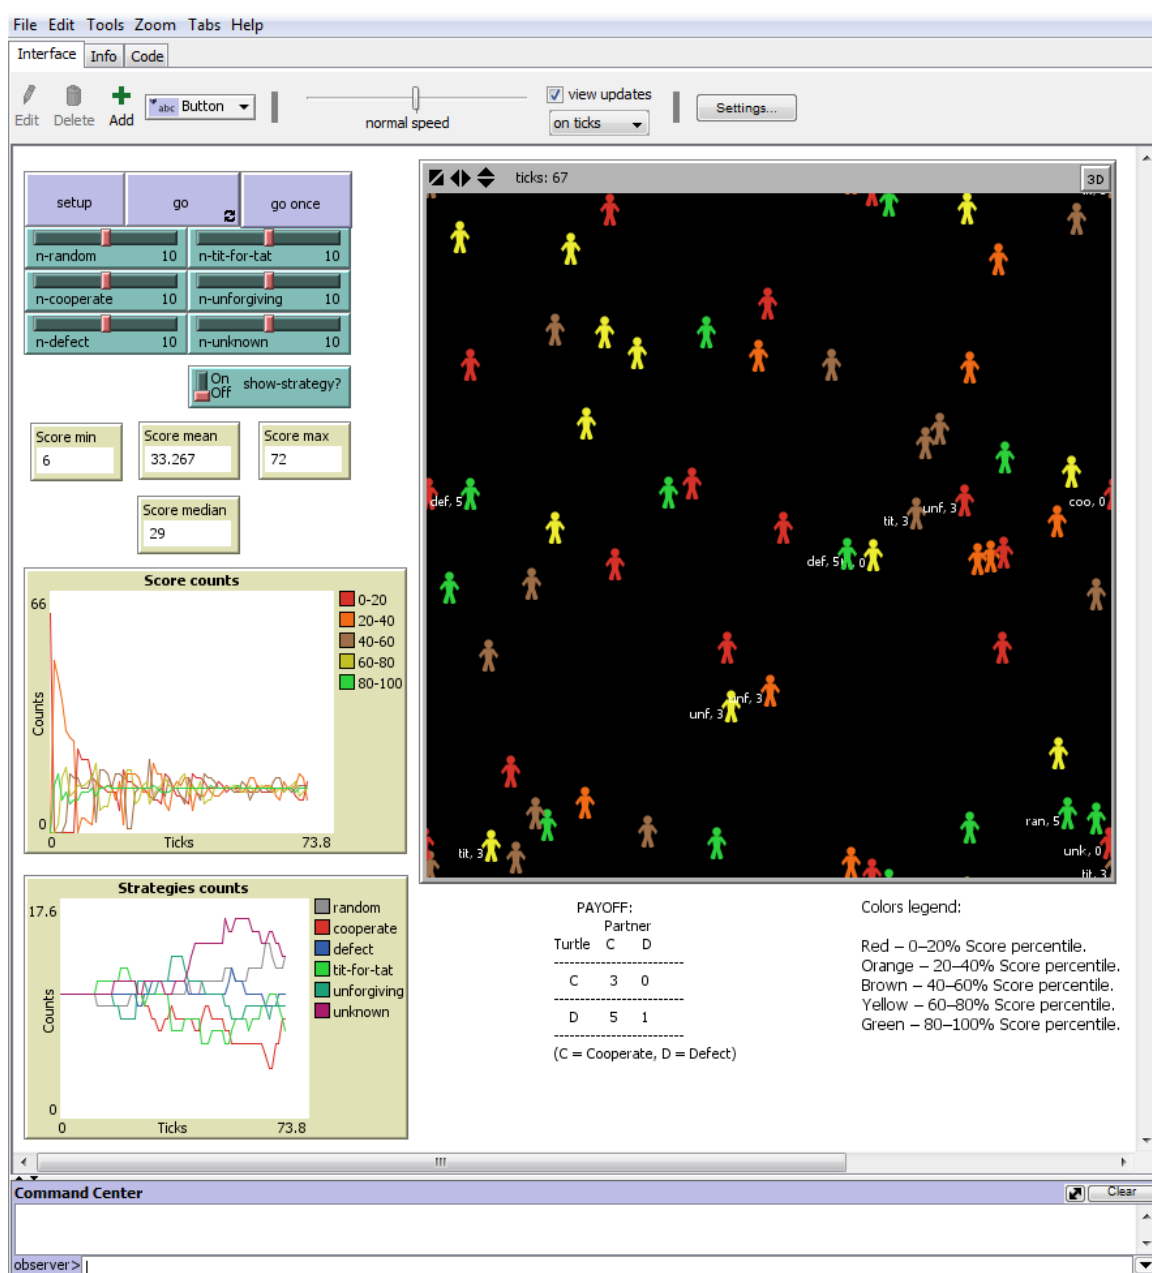 File Edit Tools Zoom Tabs Help
Interface Info Code
Edit Delete Add abc Button normal speed view updates on ticks Settings...
setup go go once
n-random 10 n-tit-for-tat 10
n-cooperate 10 n-unforgiving 10
n-defect 10 n-unknown 10
On Off show-strategy?
Score min 6
Score mean 33.267
Score max 72
Score median 29
Score counts
66
Counts
0
0 Ticks 73.8
0-20
20-40
40-60
60-80
80-100
Strategies counts
17.6
Counts
0
0 Ticks 73.8
random
cooperate
defect
tit-for-tat
unforgiving
unknown
ticks: 67 3D
def, 5
coo, 0
tit, 3
unf, 3
def, 5
0
unf, 3
unf, 3
tit, 3
ran, 5
unk, 0
tit, 3
PAYOFF:
Partner
Turtle C D
------------------------
C 3 0
------------------------
D 5 1
------------------------
(C = Cooperate, D = Defect)
Colors legend:
Red – 0–20% Score percentile.
Orange – 20–40% Score percentile.
Brown – 40–60% Score percentile.
Yellow – 60–80% Score percentile.
Green – 80–100% Score percentile.
Command Center Clear
observer>